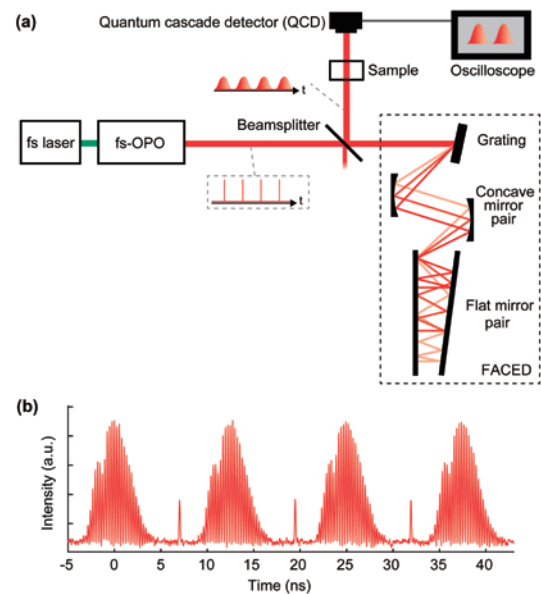 (a)
Quantum cascade detector (QCD)
Sample
Oscilloscope
t
Beamsplitter
fs laser
fs-OPO
Grating
t
Concave
mirror
pair
Flat mirror
pair
FACED
(b)
Intensity (a.u.)
-5 0 5 10 15 20 25 30 35 40
Time (ns)